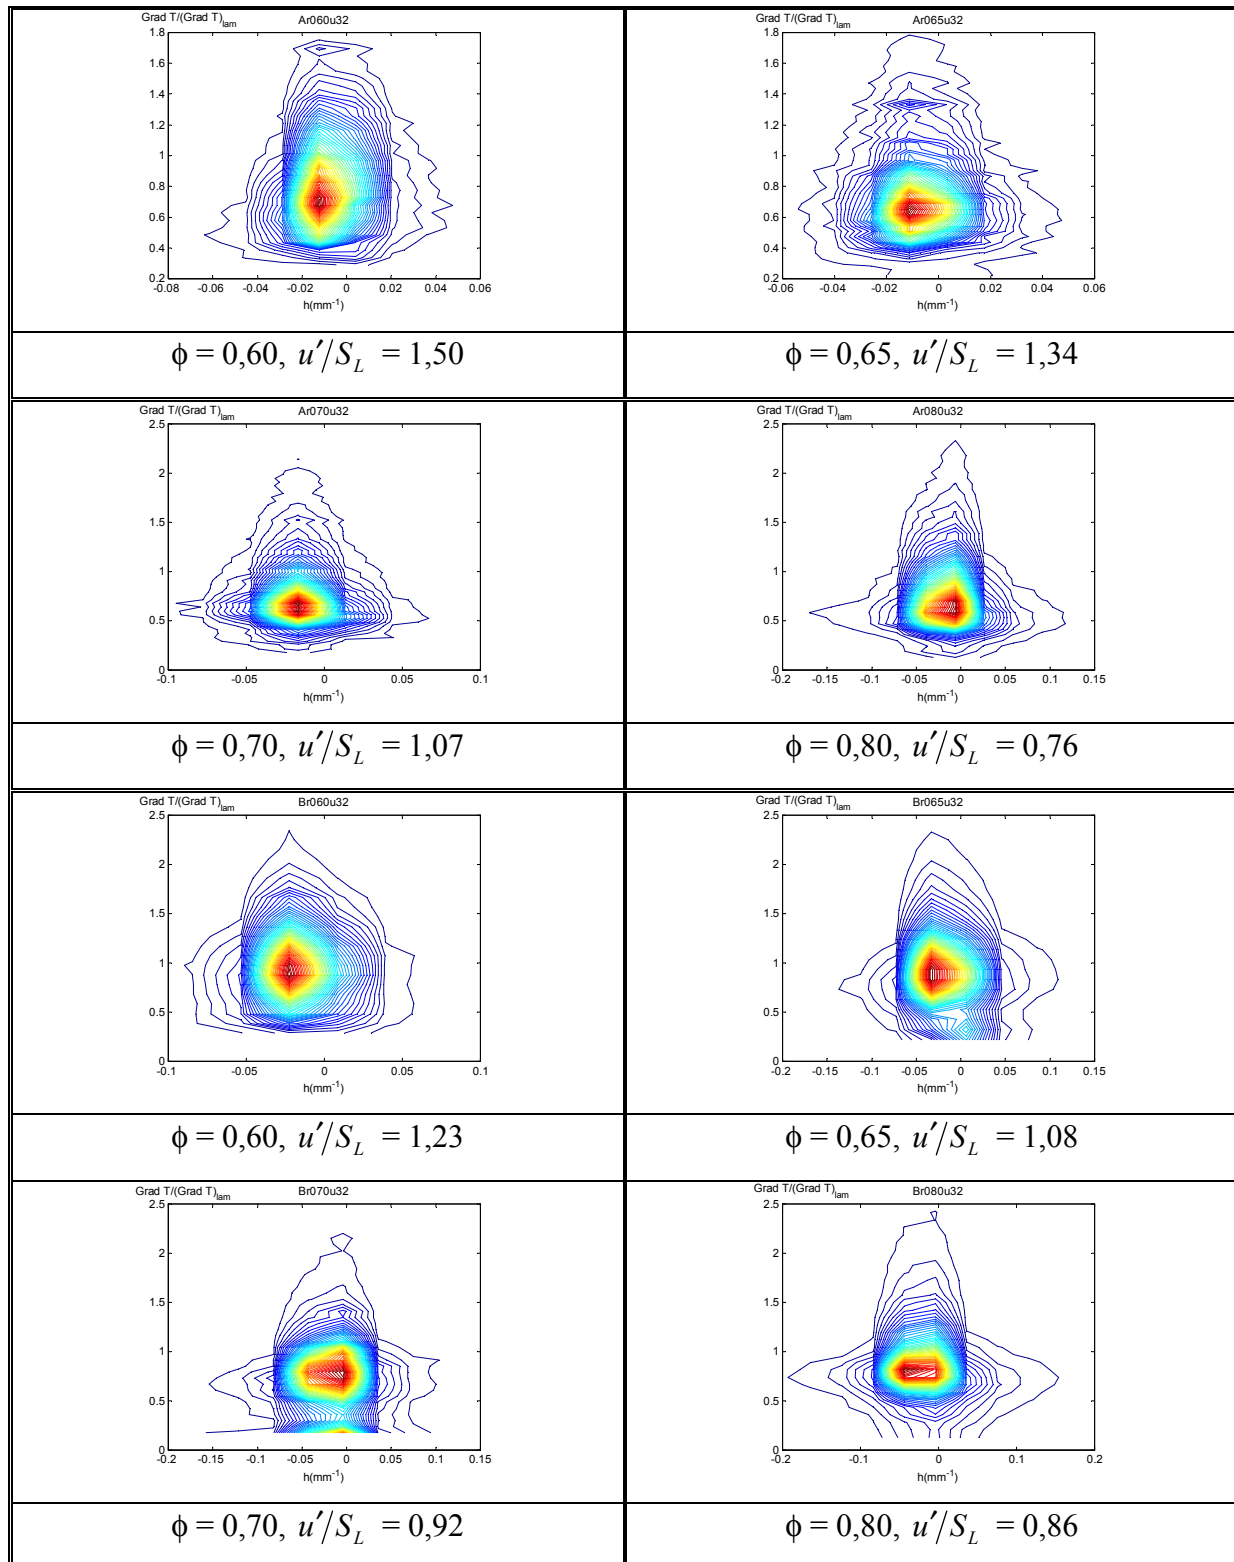 Grad T/(Grad T)lam Ar060u32
1.8
1.6
1.4
1.2
1
0.8
0.6
0.4
0.2
-0.08 -0.06 -0.04 -0.02 0 0.02 0.04 0.06
h(mm-1)
ϕ = 0,60, u′/SL = 1,50
Grad T/(Grad T)lam Ar065u32
1.8
1.6
1.4
1.2
1
0.8
0.6
0.4
0.2
-0.06 -0.04 -0.02 0 0.02 0.04 0.06
h(mm-1)
ϕ = 0,65, u′/SL = 1,34
Grad T/(Grad T)lam Ar070u32
2.5
2
1.5
1
0.5
0
-0.1 -0.05 0 0.05 0.1
h(mm-1)
ϕ = 0,70, u′/SL = 1,07
Grad T/(Grad T)lam Ar080u32
2.5
2
1.5
1
0.5
0
-0.2 -0.15 -0.1 -0.05 0 0.05 0.1 0.15
h(mm-1)
ϕ = 0,80, u′/SL = 0,76
Grad T/(Grad T)lam Br060u32
2.5
2
1.5
1
0.5
0
-0.1 -0.05 0 0.05 0.1
h(mm-1)
ϕ = 0,60, u′/SL = 1,23
Grad T/(Grad T)lam Br065u32
2.5
2
1.5
1
0.5
0
-0.2 -0.15 -0.1 -0.05 0 0.05 0.1 0.15
h(mm-1)
ϕ = 0,65, u′/SL = 1,08
Grad T/(Grad T)lam Br070u32
2.5
2
1.5
1
0.5
0
-0.2 -0.15 -0.1 -0.05 0 0.05 0.1 0.15
h(mm-1)
ϕ = 0,70, u′/SL = 0,92
Grad T/(Grad T)lam Br080u32
2.5
2
1.5
1
0.5
0
-0.2 -0.1 0 0.1 0.2
h(mm-1)
ϕ = 0,80, u′/SL = 0,86